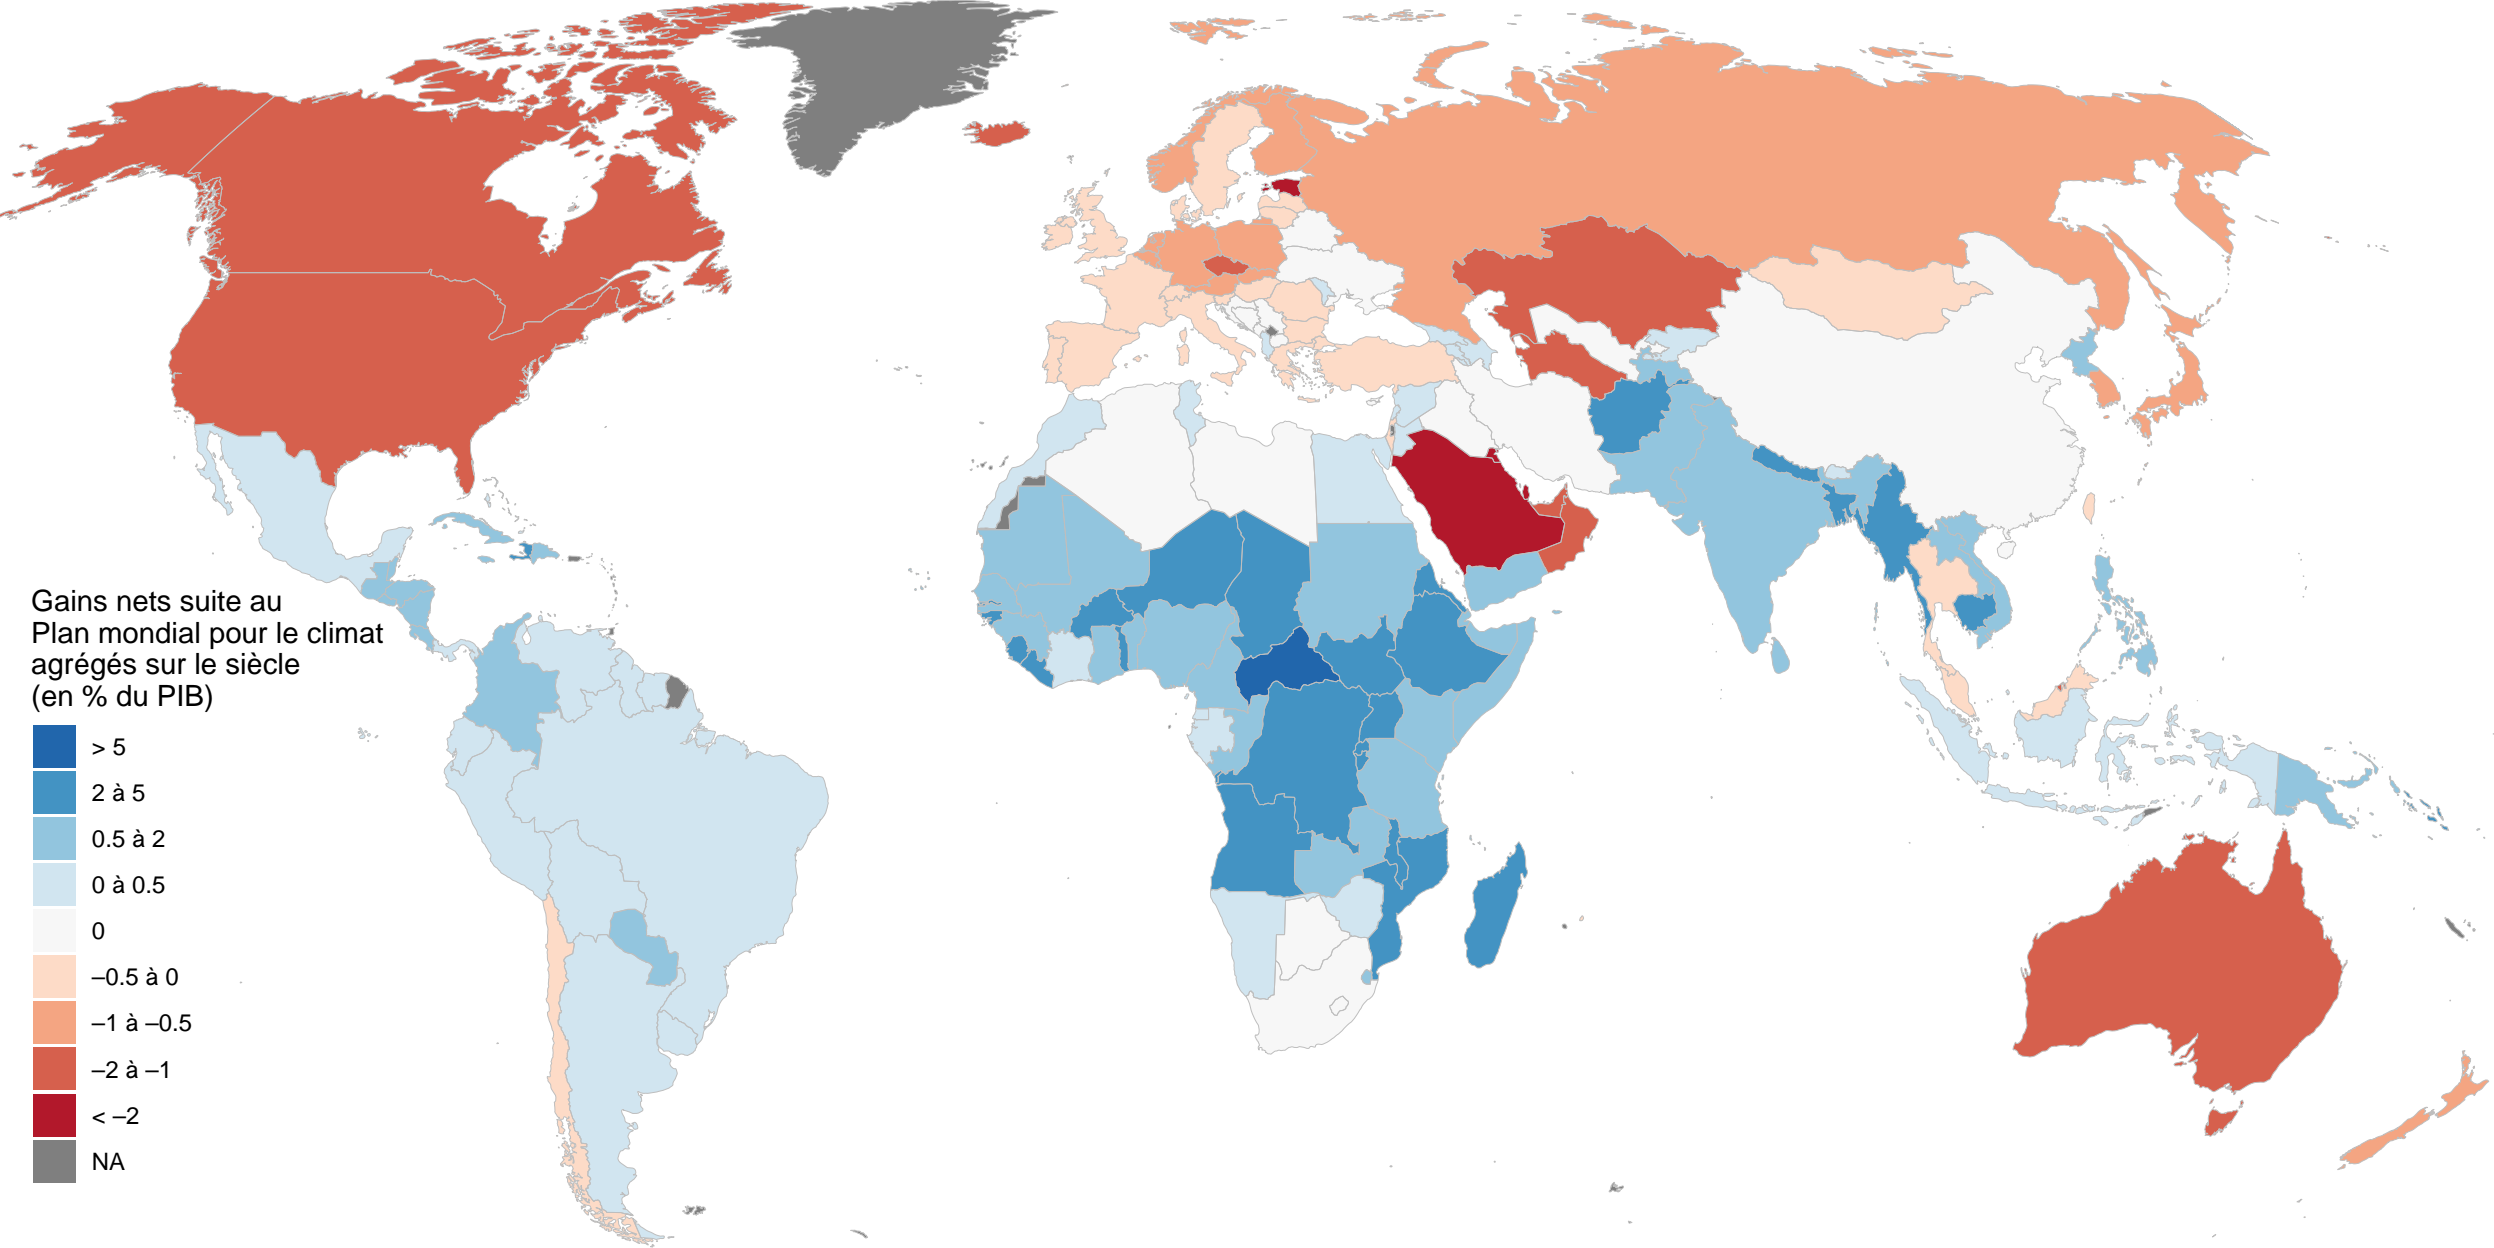 Gains nets suite au
Plan mondial pour le climat
agrégés sur le siècle
(en % du PIB)
> 5
2 à 5
0.5 à 2
0 à 0.5
0
–0.5 à 0
–1 à –0.5
–2 à –1
< –2
NA